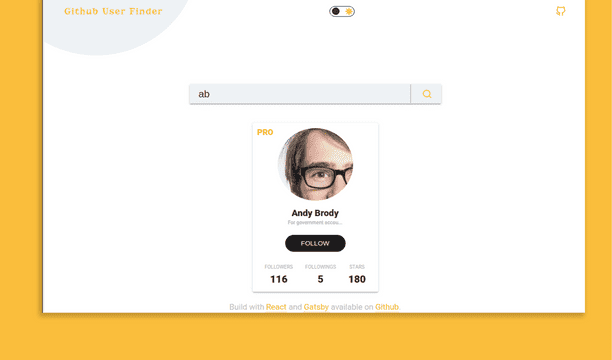 Github User Finder
ab
PRO
Andy Brody
For government accou...
FOLLOW
FOLLOWERS FOLLOWINGS STARS
116 5 180
Build with React and Gatsby available on Github